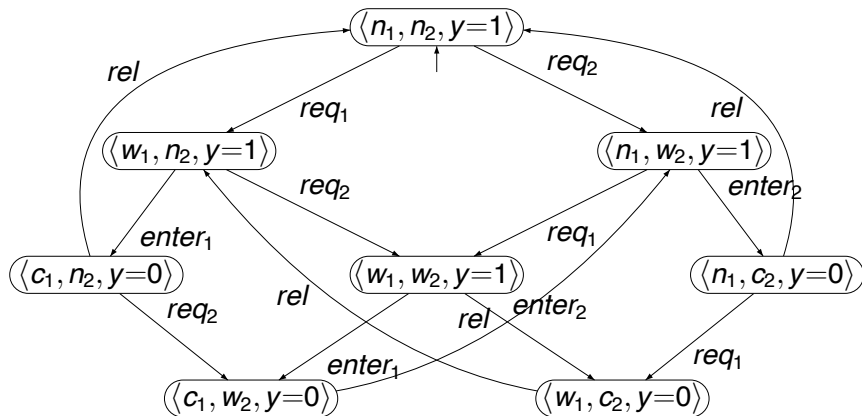 ⟨n₁, n₂, y=1⟩
rel
req₂
req₁
rel
⟨w₁, n₂, y=1⟩
⟨n₁, w₂, y=1⟩
req₂
enter₂
enter₁
req₁
⟨c₁, n₂, y=0⟩
⟨w₁, w₂, y=1⟩
⟨n₁, c₂, y=0⟩
rel
req₂
rel
enter₂
enter₁
req₁
⟨c₁, w₂, y=0⟩
⟨w₁, c₂, y=0⟩